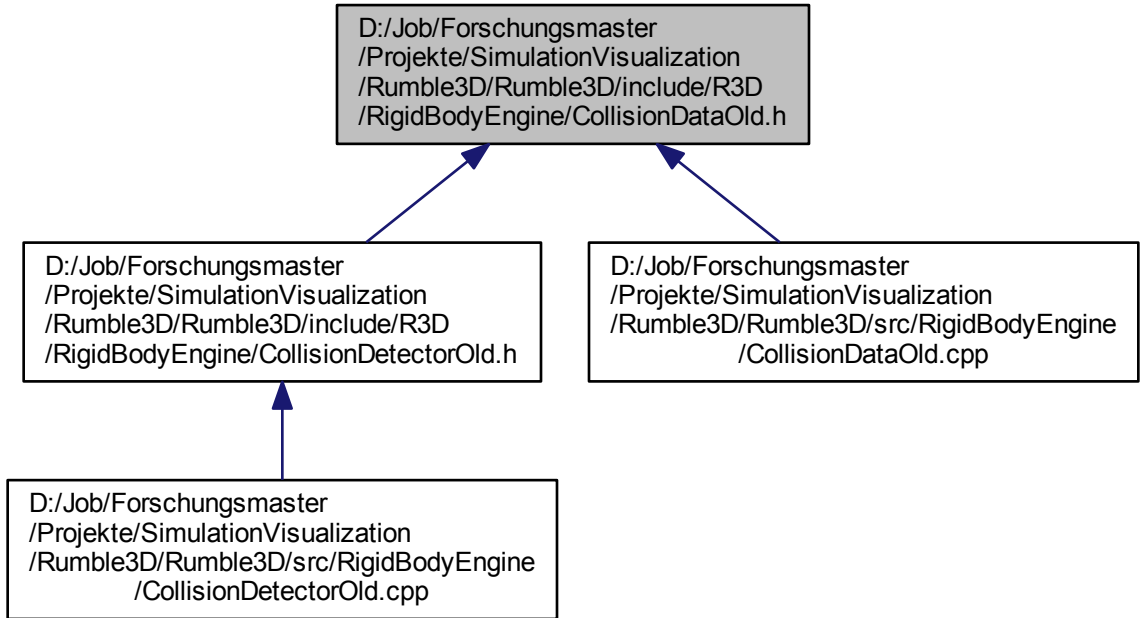 D:/Job/Forschungsmaster
/Projekte/SimulationVisualization
/Rumble3D/Rumble3D/include/R3D
/RigidBodyEngine/CollisionDataOld.h
D:/Job/Forschungsmaster
/Projekte/SimulationVisualization
/Rumble3D/Rumble3D/include/R3D
/RigidBodyEngine/CollisionDetectorOld.h
D:/Job/Forschungsmaster
/Projekte/SimulationVisualization
/Rumble3D/Rumble3D/src/RigidBodyEngine
/CollisionDataOld.cpp
D:/Job/Forschungsmaster
/Projekte/SimulationVisualization
/Rumble3D/Rumble3D/src/RigidBodyEngine
/CollisionDetectorOld.cpp